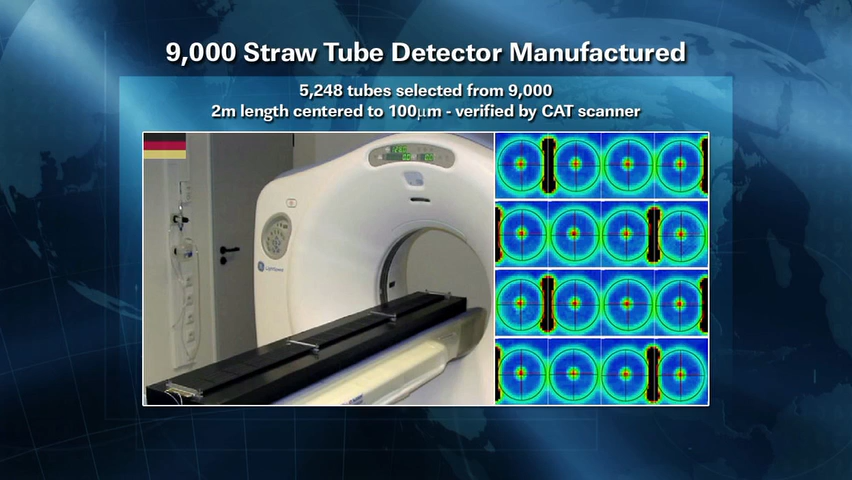 9,000 Straw Tube Detector Manufactured
5,248 tubes selected from 9,000
2m length centered to 100μm - verified by CAT scanner
LightSpeed